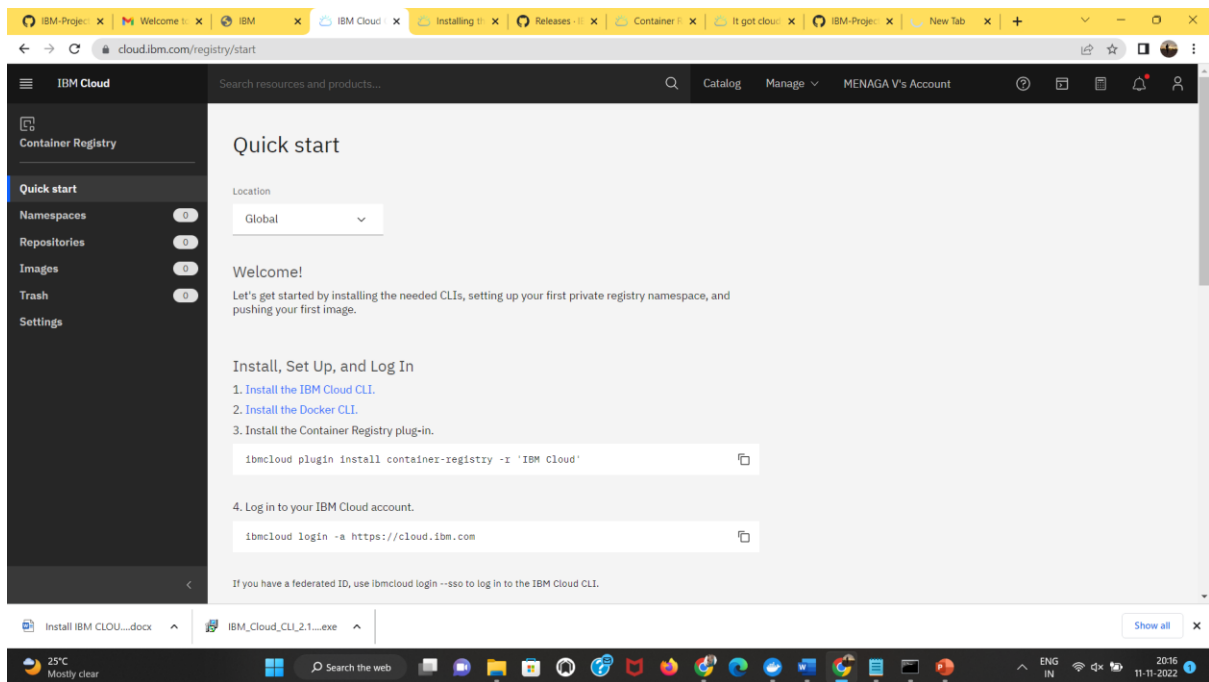 IBM-Project
Welcome to
IBM
IBM Cloud
Installing th
Releases · IB
Container R
It got cloud
IBM-Project
New Tab
cloud.ibm.com/registry/start
IBM Cloud
Search resources and products...
Catalog
Manage
MENAGA V's Account
Container Registry
Quick start
Namespaces 0
Repositories 0
Images 0
Trash 0
Settings
Quick start
Location
Global
Welcome!
Let's get started by installing the needed CLIs, setting up your first private registry namespace, and
pushing your first image.
Install, Set Up, and Log In
1. Install the IBM Cloud CLI.
2. Install the Docker CLI.
3. Install the Container Registry plug-in.
ibmcloud plugin install container-registry -r 'IBM Cloud'
4. Log in to your IBM Cloud account.
ibmcloud login -a https://cloud.ibm.com
If you have a federated ID, use ibmcloud login --sso to log in to the IBM Cloud CLI.
Install IBM CLOU....docx
IBM_Cloud_CLI_2.1....exe
Show all
25°C
Mostly clear
Search the web
ENG
IN
20:16
11-11-2022
1